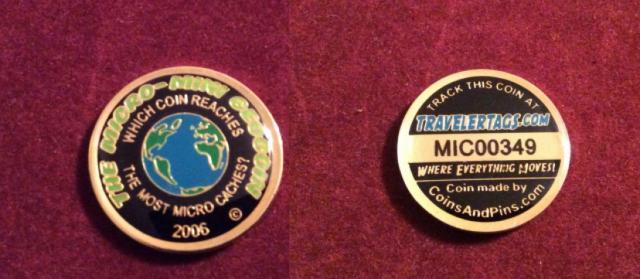 THE MICRO-MINI GEOCOIN
WHICH COIN REACHES
THE MOST MICRO CACHES?
2006 ©
TRACK THIS COIN AT
TRAVELERTAGS.COM
MIC00349
WHERE EVERYTHING MOVES!
Coin made by
CoinsAndPins.com